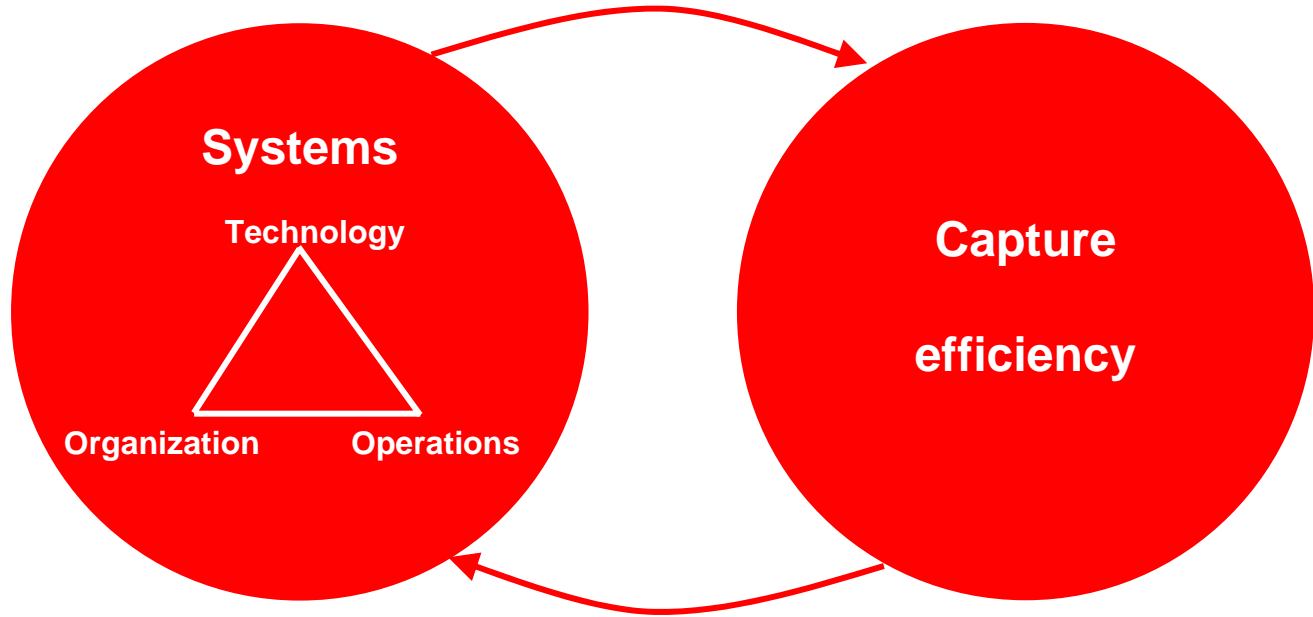 Systems
Technology
Organization Operations
Capture
efficiency